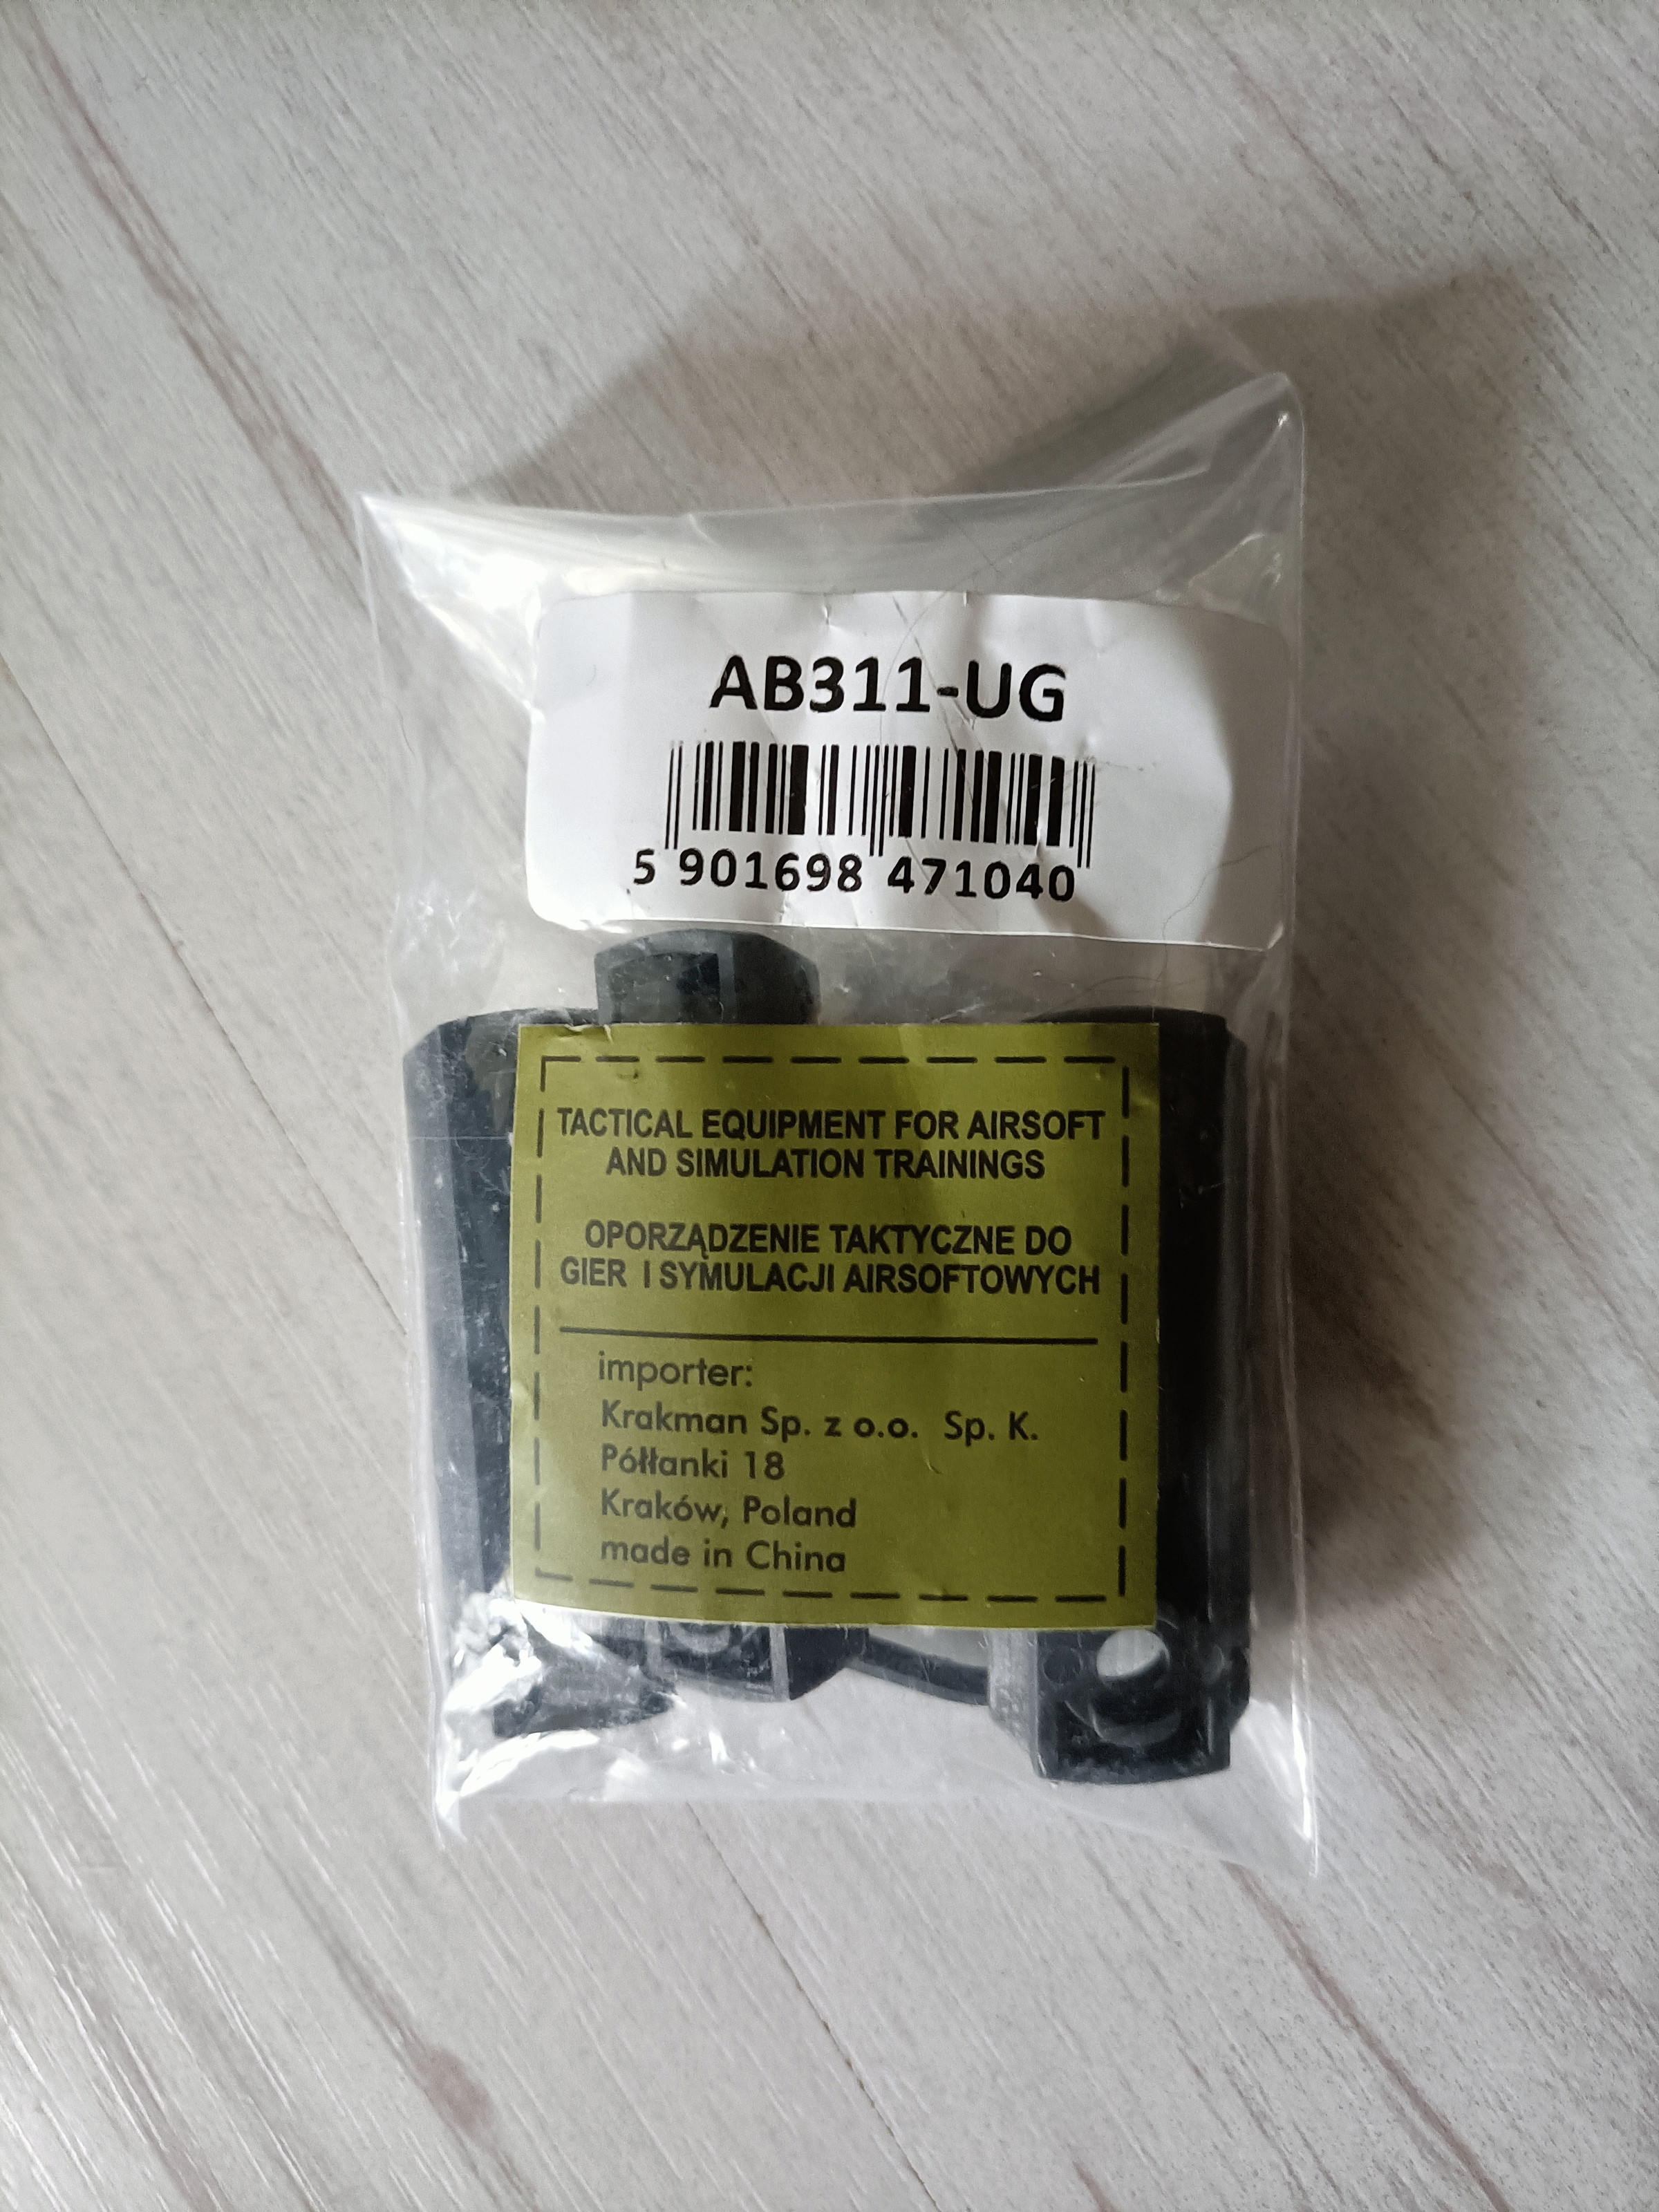 AB311-UG
5 901698 471040
TACTICAL EQUIPMENT FOR AIRSOFT
AND SIMULATION TRAININGS
OPORZĄDZENIE TAKTYCZNE DO
GIER I SYMULACJI AIRSOFTOWYCH
importer:
Krakman Sp. z o.o. Sp. K.
Półłanki 18
Kraków, Poland
made in China